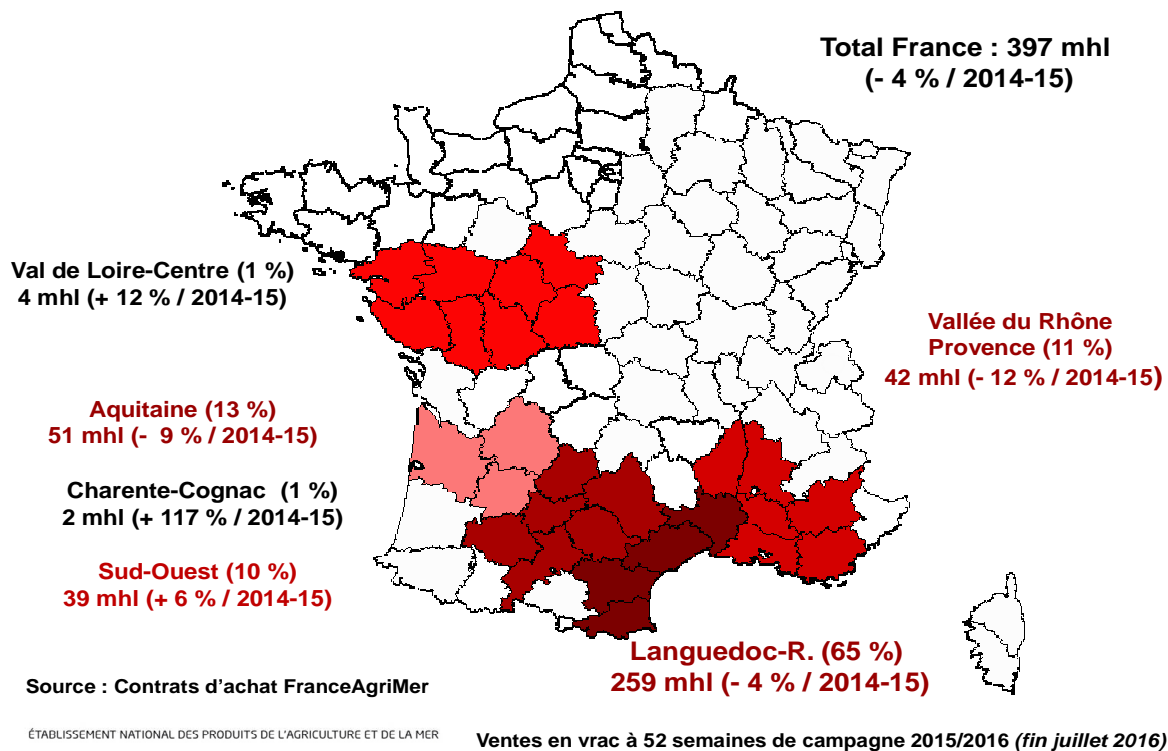 Total France : 397 mhl
(- 4 % / 2014-15)
Val de Loire-Centre (1 %)
4 mhl (+ 12 % / 2014-15)
Vallée du Rhône
Provence (11 %)
42 mhl (- 12 % / 2014-15)
Aquitaine (13 %)
51 mhl (-  9 % / 2014-15)
Charente-Cognac  (1 %)
2 mhl (+ 117 % / 2014-15)
Sud-Ouest (10 %)
39 mhl (+ 6 % / 2014-15)
Languedoc-R. (65 %)
259 mhl (- 4 % / 2014-15)
Source : Contrats d'achat FranceAgriMer
ÉTABLISSEMENT NATIONAL DES PRODUITS DE L'AGRICULTURE ET DE LA MER
Ventes en vrac à 52 semaines de campagne 2015/2016 (fin juillet 2016)